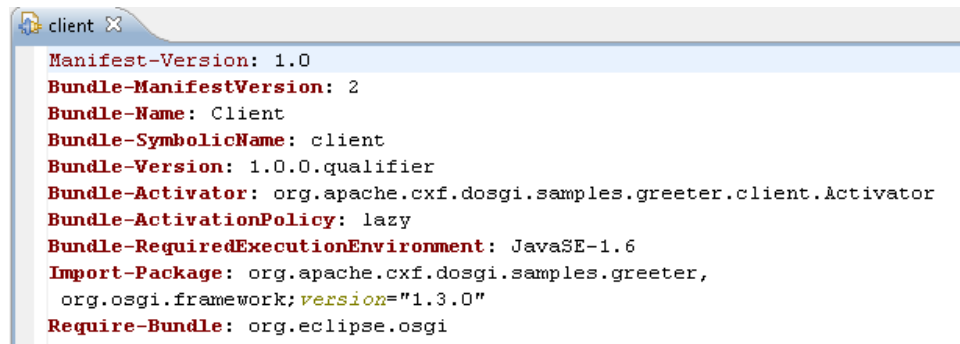 client
Manifest-Version: 1.0
Bundle-ManifestVersion: 2
Bundle-Name: Client
Bundle-SymbolicName: client
Bundle-Version: 1.0.0.qualifier
Bundle-Activator: org.apache.cxf.dosgi.samples.greeter.client.Activator
Bundle-ActivationPolicy: lazy
Bundle-RequiredExecutionEnvironment: JavaSE-1.6
Import-Package: org.apache.cxf.dosgi.samples.greeter,
 org.osgi.framework;version="1.3.0"
Require-Bundle: org.eclipse.osgi